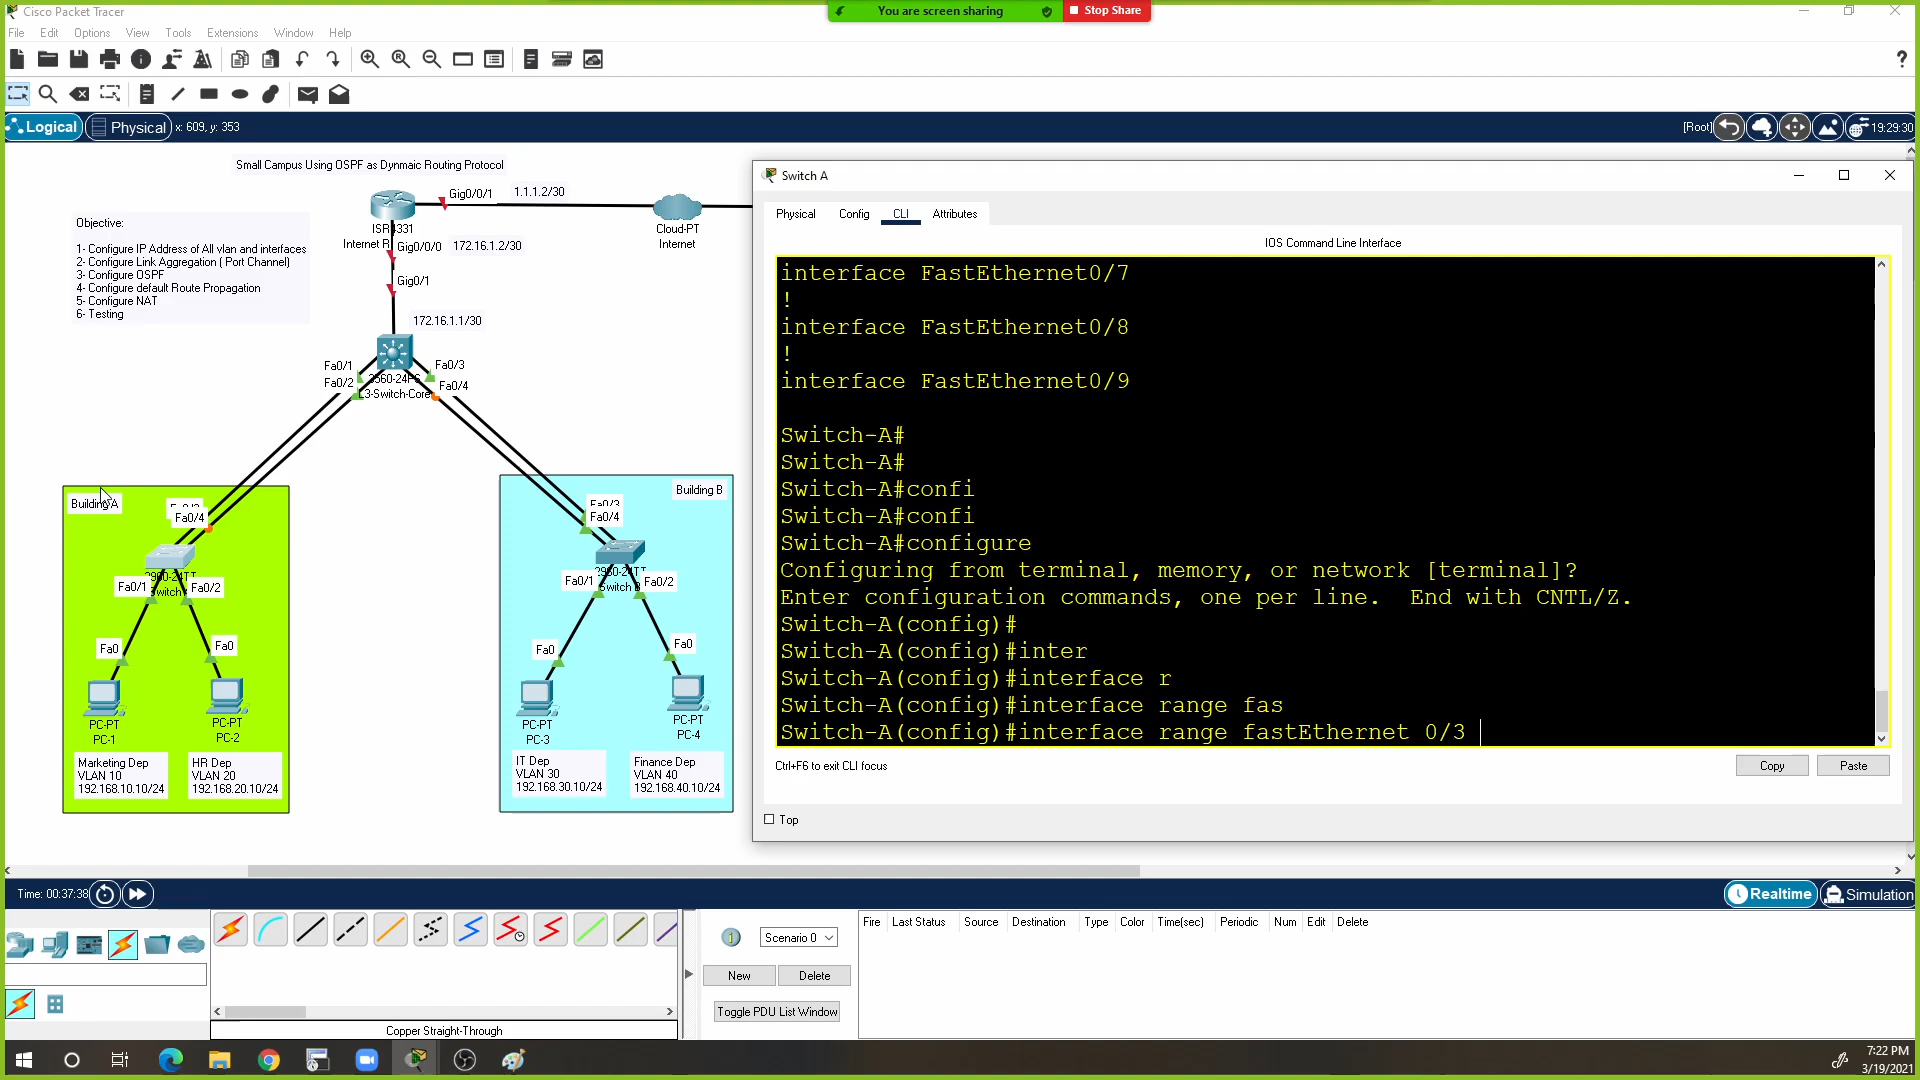 Cisco Packet Tracer
You are screen sharing
Stop Share
File Edit Options View Tools Extensions Window Help
?
Logical
Physical
x: 609, y: 353
[Root]
19:29:30
Small Campus Using OSPF as Dynmaic Routing Protocol
Objective:
1- Configure IP Address of All vlan and interfaces
2- Configure Link Aggregation ( Port Channel)
3- Configure OSPF
4- Configure default Route Propagation
5- Configure NAT
6- Testing
Gig0/0/1
1.1.1.2/30
Internet R
Gig0/0/0
172.16.1.2/30
Cloud-PT
Internet
Gig0/1
172.16.1.1/30
Fa0/1
Fa0/2
Fa0/3
Fa0/4
L3-Switch-Core
Building A
Fa0/4
Fa0/1
Fa0/2
Fa0
Fa0
PC-PT
PC-1
PC-PT
PC-2
Marketing Dep
VLAN 10
192.168.10.10/24
HR Dep
VLAN 20
192.168.20.10/24
Building B
Fa0/3
Fa0/4
Fa0/1
Fa0/2
Fa0
Fa0
PC-PT
PC-3
PC-PT
PC-4
IT Dep
VLAN 30
192.168.30.10/24
Finance Dep
VLAN 40
192.168.40.10/24
Switch A
Physical Config CLI Attributes
IOS Command Line Interface
interface FastEthernet0/7
!
interface FastEthernet0/8
!
interface FastEthernet0/9
Switch-A#
Switch-A#
Switch-A#confi
Switch-A#confi
Switch-A#configure
Configuring from terminal, memory, or network [terminal]?
Enter configuration commands, one per line.  End with CNTL/Z.
Switch-A(config)#
Switch-A(config)#inter
Switch-A(config)#interface r
Switch-A(config)#interface range fas
Switch-A(config)#interface range fastEthernet 0/3
Ctrl+F6 to exit CLI focus
Copy
Paste
Top
Time: 00:37:38
Realtime
Simulation
Scenario 0
New
Delete
Toggle PDU List Window
Fire Last Status Source Destination Type Color Time(sec) Periodic Num Edit Delete
Copper Straight-Through
7:22 PM
3/19/2021